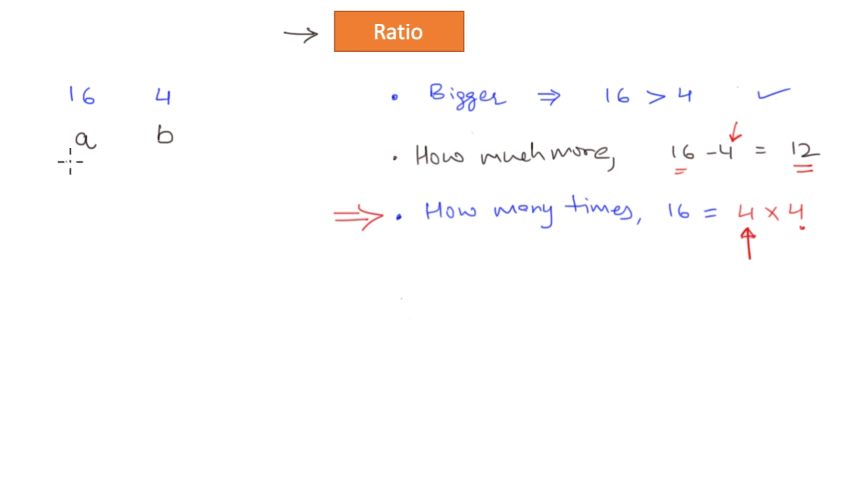 → Ratio
16 4
a b
• Bigger ⇒ 16 > 4 ✓
• How much more, 16 - 4 = 12
⇒ • How many times, 16 = 4 × 4